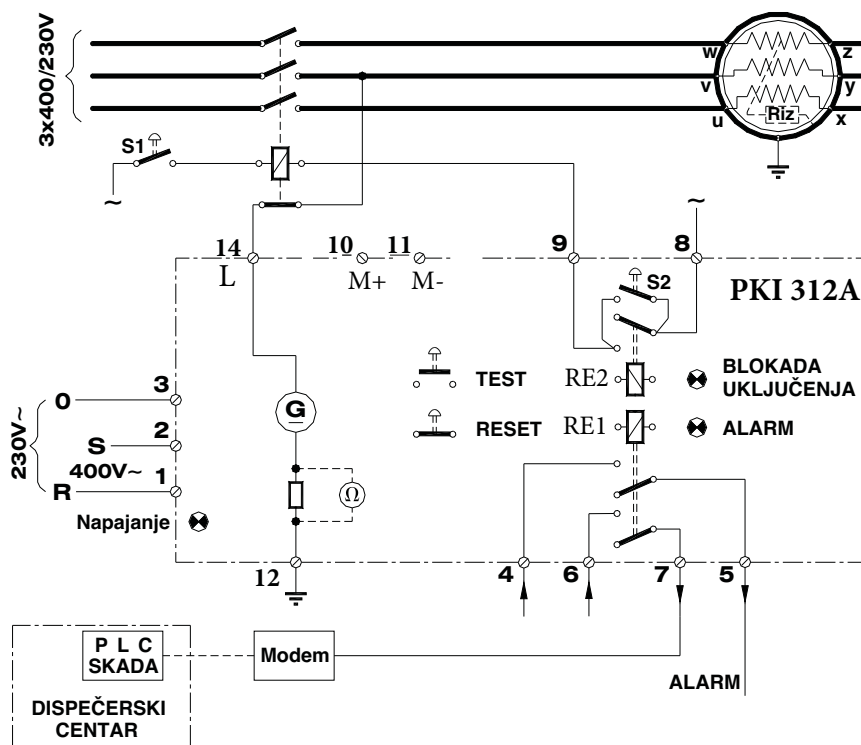 3x400/230V
w
z
v
y
u
x
Riz
S1
~
~
14
10
11
9
8
L
M+
M-
S2
PKI 312A
TEST
RE2
BLOKADA
UKLJUČENJA
RESET
RE1
ALARM
G
Ω
230V~
0
3
S
2
400V~
R
1
Napajanje
12
4
6
7
5
P L C
SKADA
Modem
ALARM
DISPEČERSKI
CENTAR